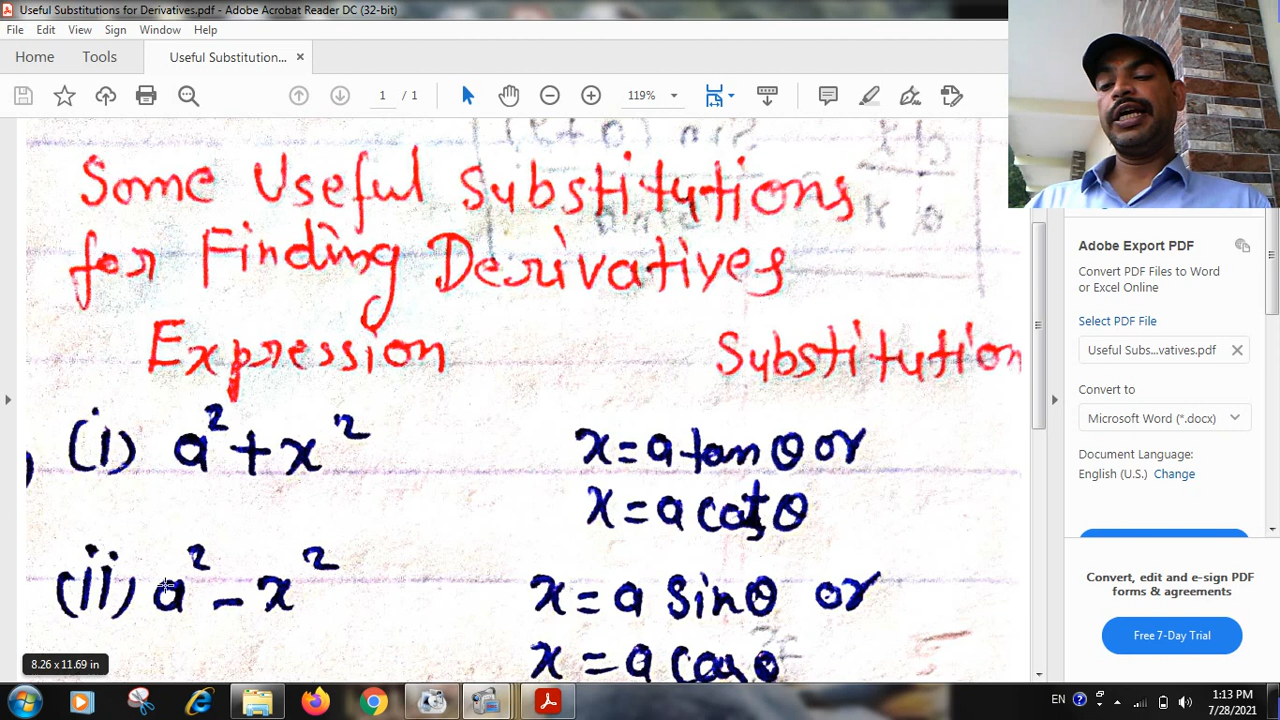 Useful Substitutions for Derivatives.pdf - Adobe Acrobat Reader DC (32-bit)
File Edit View Sign Window Help
Home Tools Useful Substitution... ×
1 / 1 119%
Some Useful Substitutions
for Finding Derivatives
Expression Substitution
(i) a²+x² x=a tanθ or
x=a cotθ
(ii) a²-x² x=a sinθ or
x=a cosθ
8.26 x 11.69 in
Adobe Export PDF
Convert PDF Files to Word
or Excel Online
Select PDF File
Useful Subs...vatives.pdf ×
Convert to
Microsoft Word (*.docx)
Document Language:
English (U.S.) Change
Convert, edit and e-sign PDF
forms & agreements
Free 7-Day Trial
EN 1:13 PM
7/28/2021